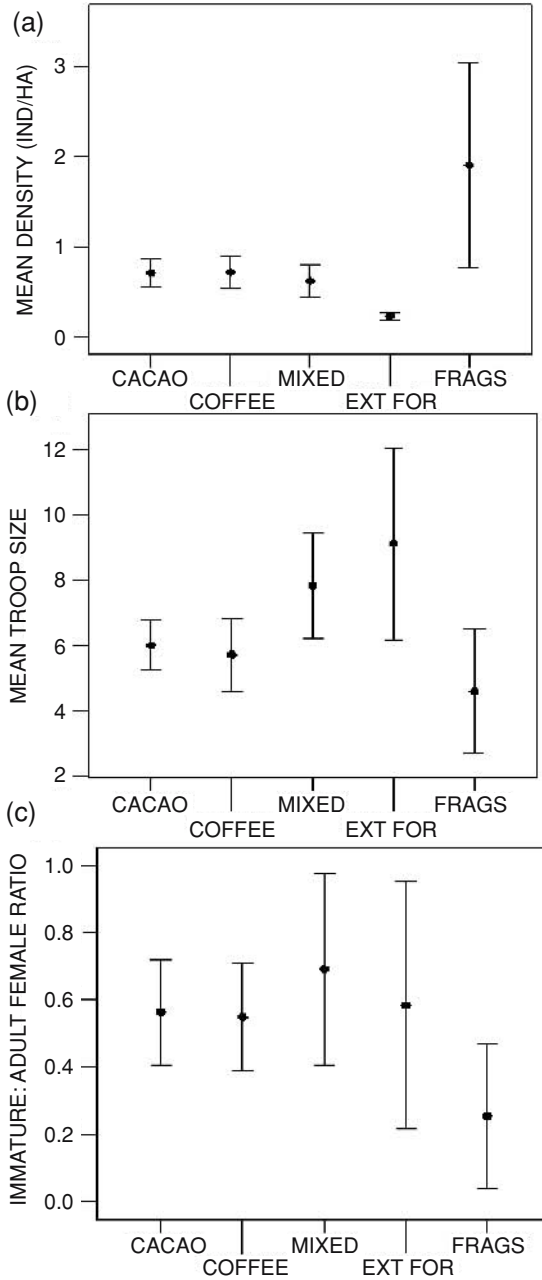 (a)
MEAN DENSITY (IND/HA)
3
2
1
0
CACAO MIXED FRAGS
COFFEE EXT FOR
(b)
MEAN TROOP SIZE
12
10
8
6
4
2
CACAO MIXED FRAGS
COFFEE EXT FOR
(c)
IMMATURE: ADULT FEMALE RATIO
1.0
0.8
0.6
0.4
0.2
0.0
CACAO MIXED FRAGS
COFFEE EXT FOR